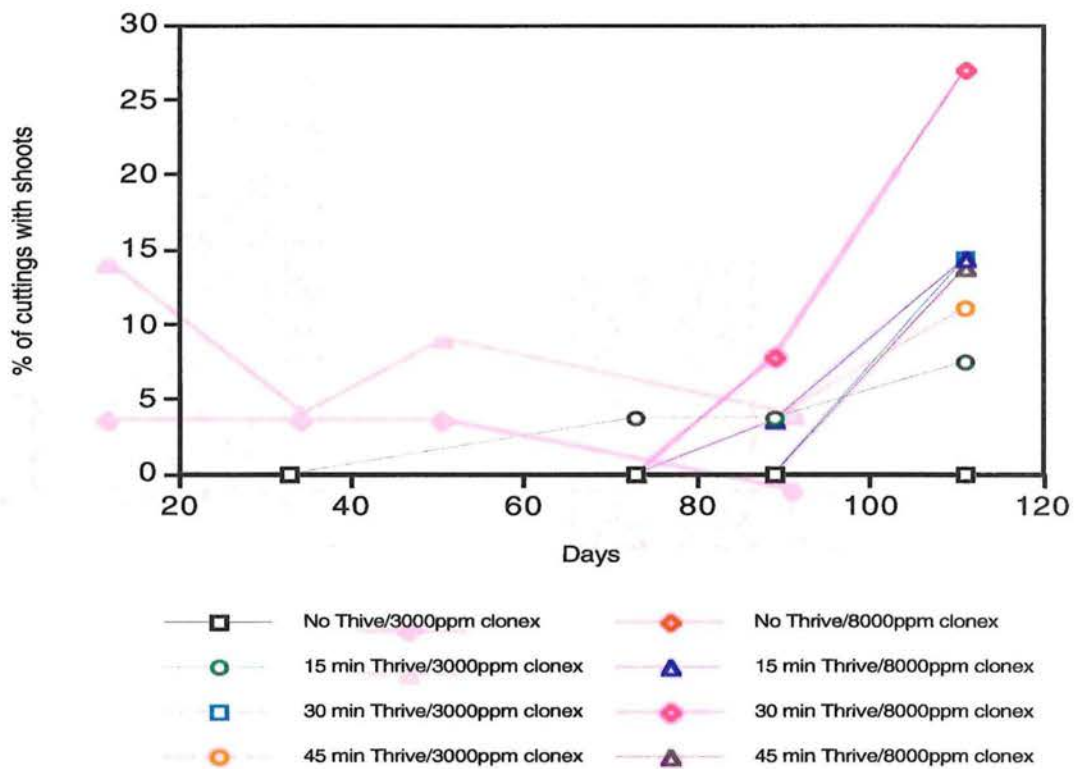 30
25
20
15
10
5
0
% of cuttings with shoots
20 40 60 80 100 120
Days
No Thive/3000ppm clonex
No Thrive/8000ppm clonex
15 min Thrive/3000ppm clonex
15 min Thrive/8000ppm clonex
30 min Thrive/3000ppm clonex
30 min Thrive/8000ppm clonex
45 min Thrive/3000ppm clonex
45 min Thrive/8000ppm clonex